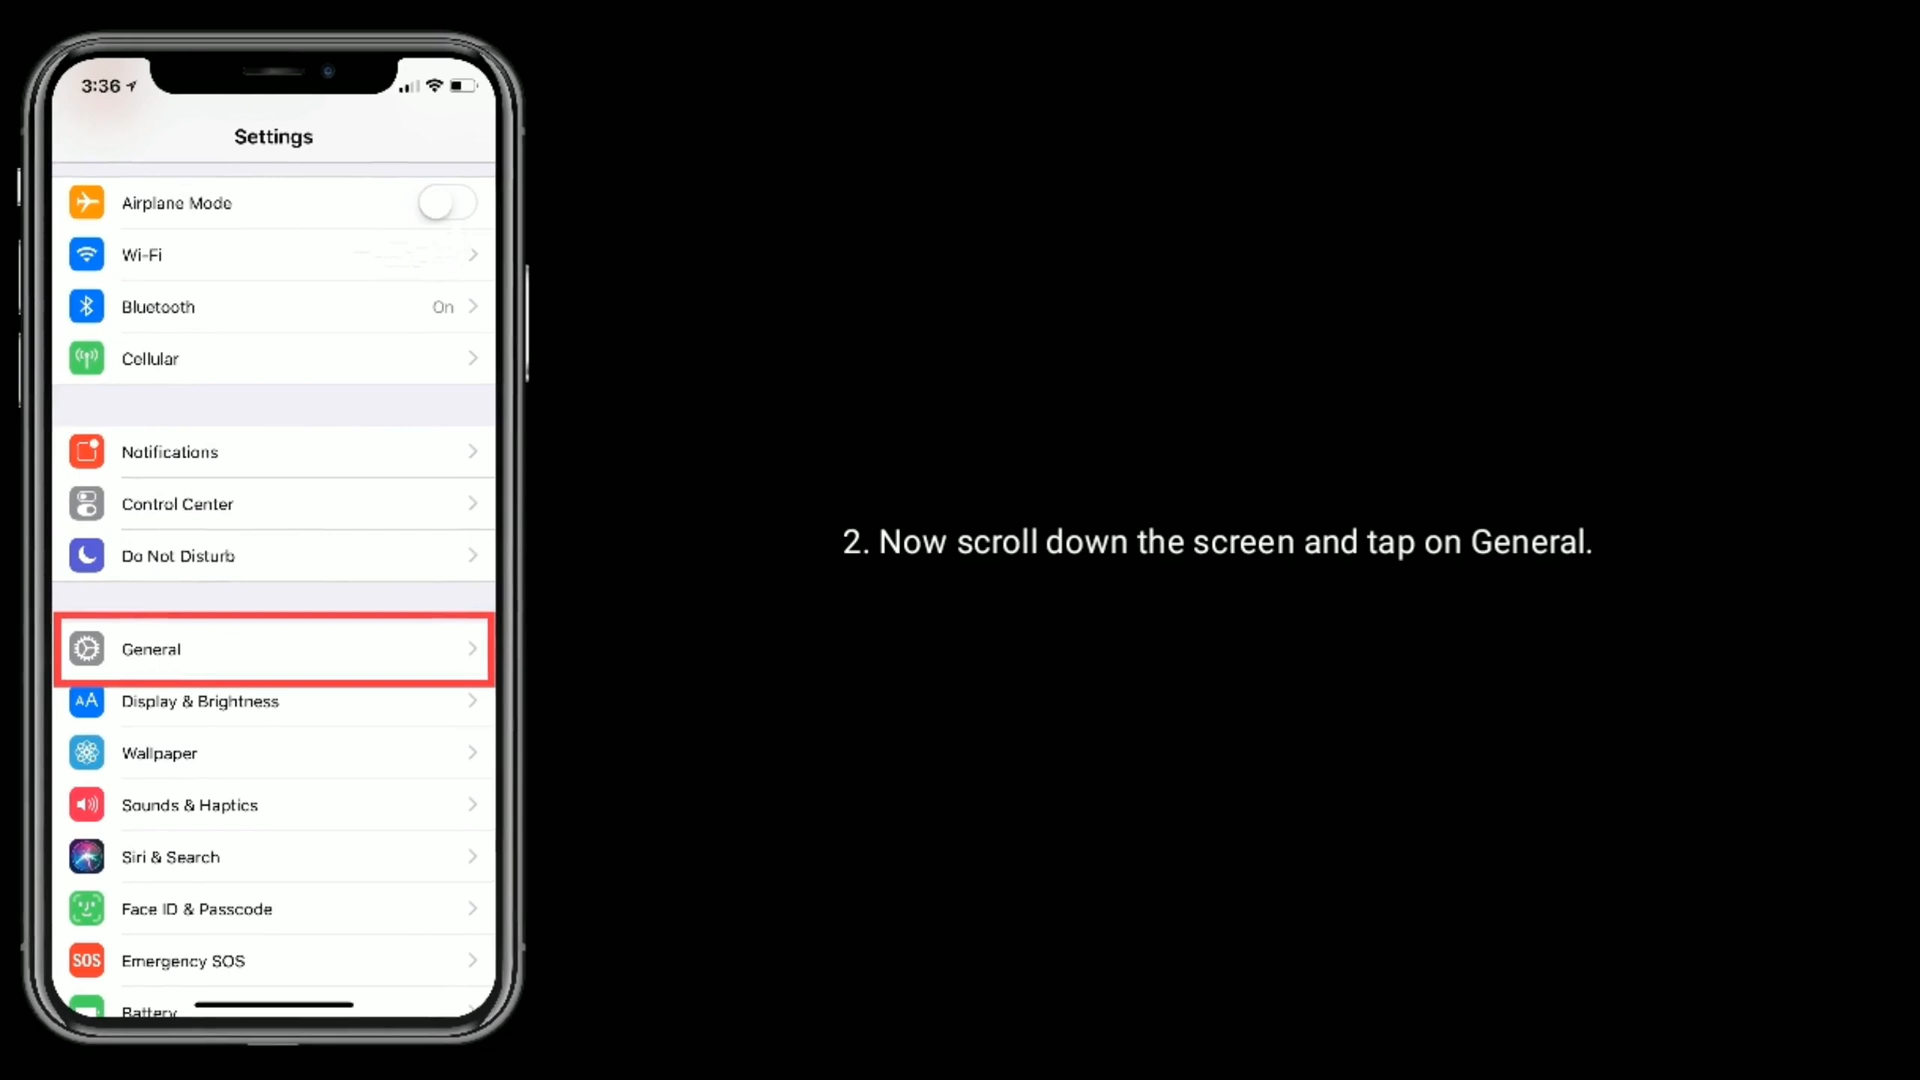 3:36
Settings
Airplane Mode
Wi-Fi
Bluetooth On
Cellular
Notifications
Control Center
Do Not Disturb
General
AA Display & Brightness
Wallpaper
Sounds & Haptics
Siri & Search
Face ID & Passcode
SOS Emergency SOS
Battery
2. Now scroll down the screen and tap on General.